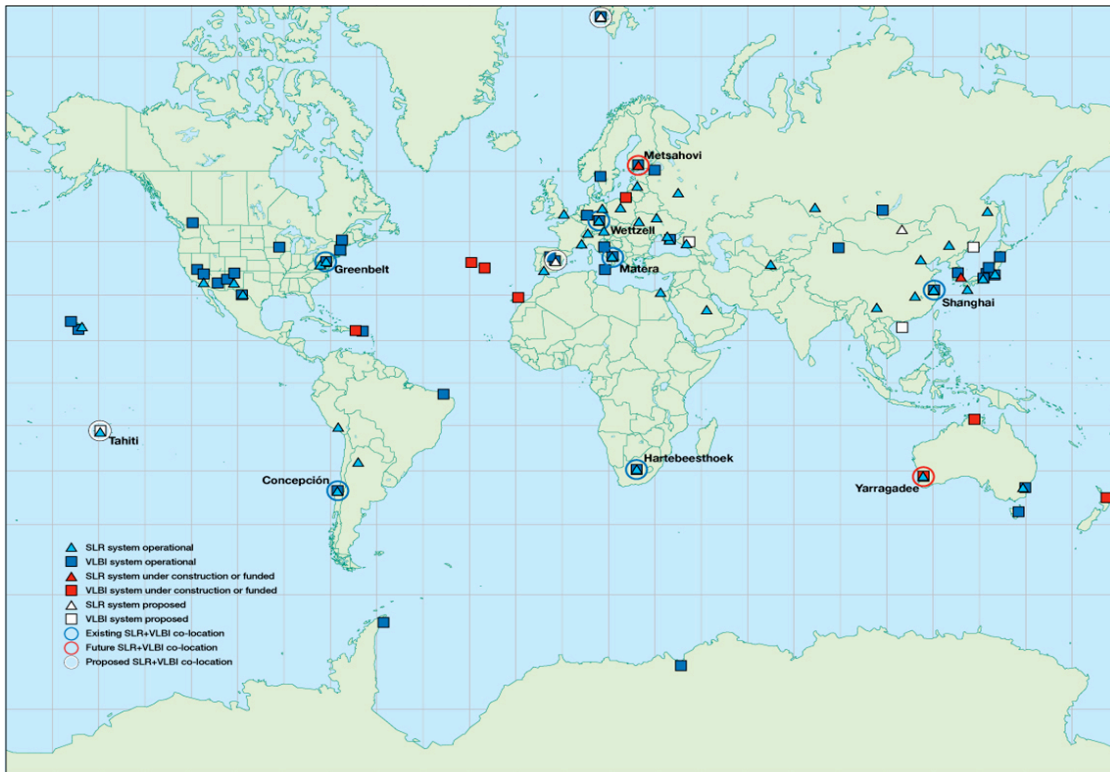 Metsahovi
Wettzell
Greenbelt
Matera
Shanghai
Tahiti
Hartebeesthoek
Concepción
Yarragadee
SLR system operational
VLBI system operational
SLR system under construction or funded
VLBI system under construction or funded
SLR system proposed
VLBI system proposed
Existing SLR+VLBI co-location
Future SLR+VLBI co-location
Proposed SLR+VLBI co-location